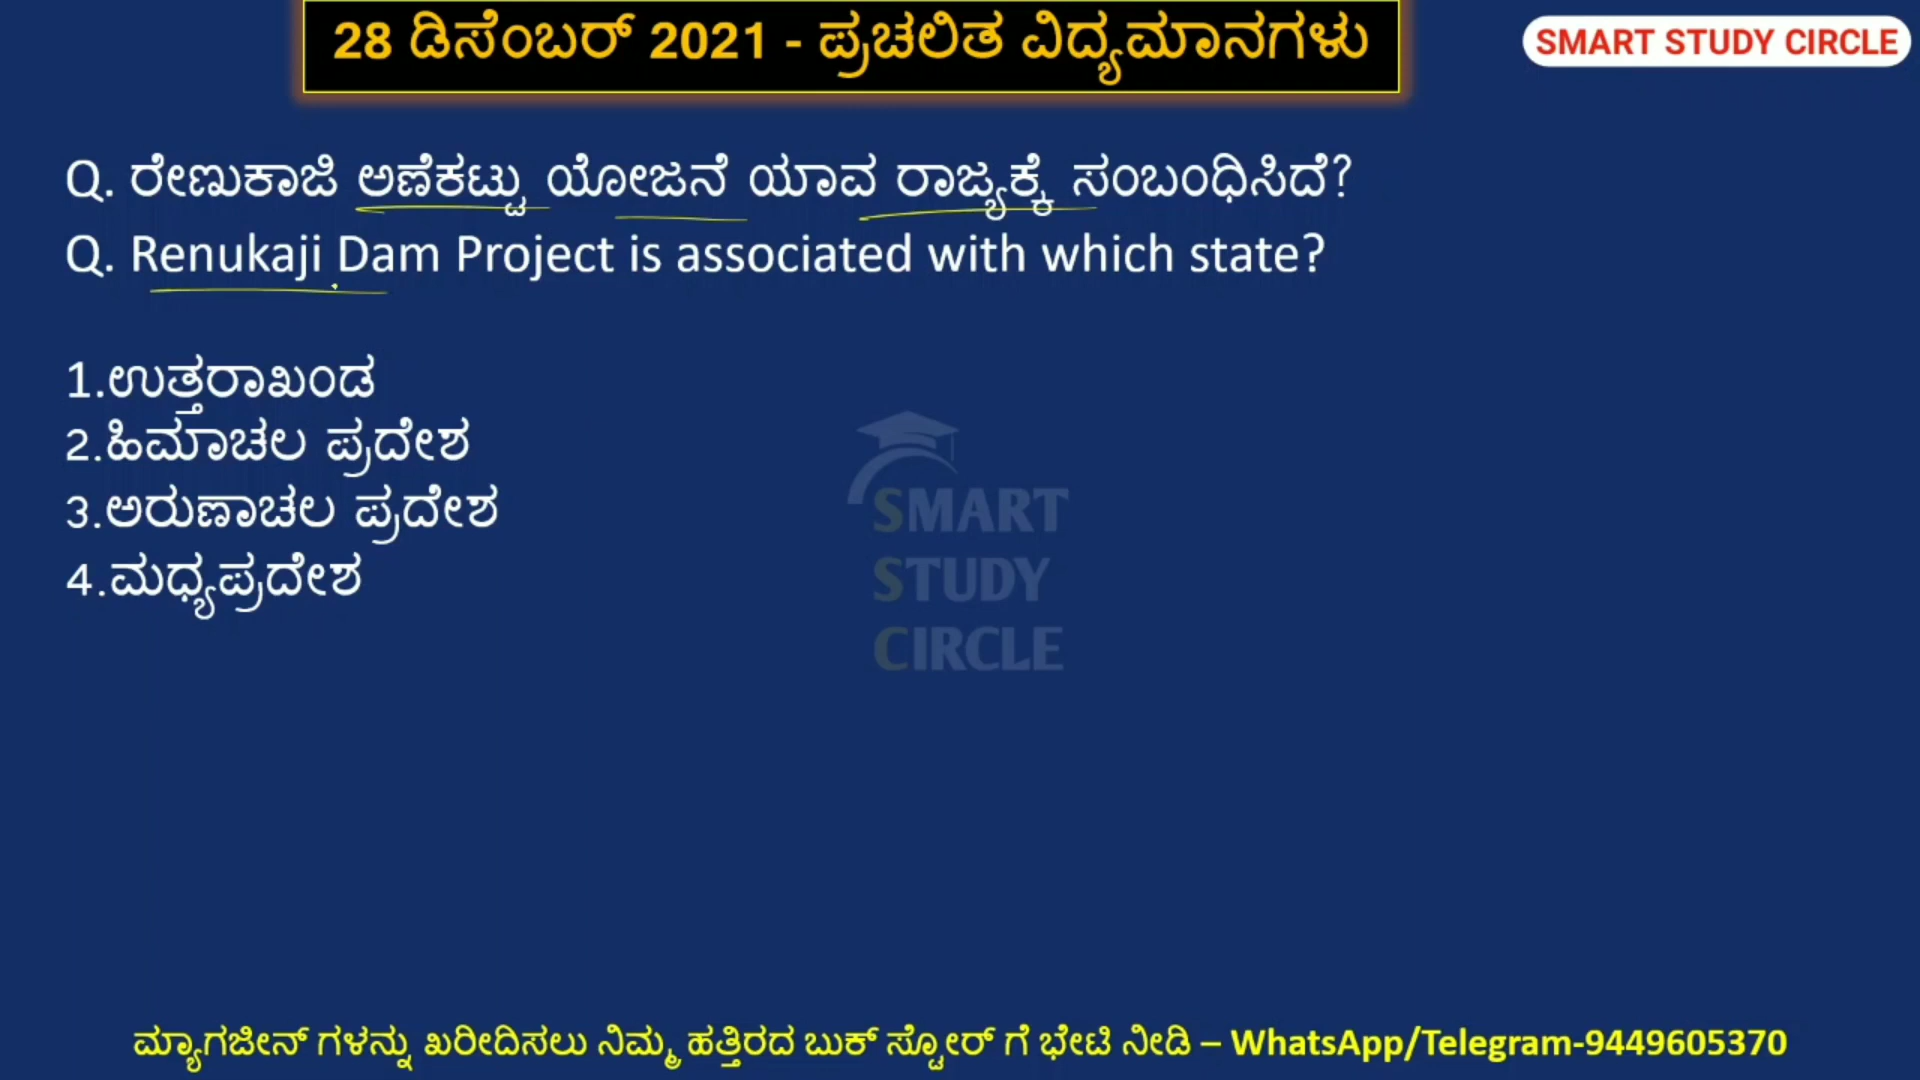 28 ಡಿಸೆಂಬರ್ 2021 - ಪ್ರಚಲಿತ ವಿದ್ಯಮಾನಗಳು
SMART STUDY CIRCLE
Q. ರೇಣುಕಾಜಿ ಅಣೆಕಟ್ಟು ಯೋಜನೆ ಯಾವ ರಾಜ್ಯಕ್ಕೆ ಸಂಬಂಧಿಸಿದೆ?
Q. Renukaji Dam Project is associated with which state?
1.ಉತ್ತರಾಖಂಡ
2.ಹಿಮಾಚಲ ಪ್ರದೇಶ
3.ಅರುಣಾಚಲ ಪ್ರದೇಶ
4.ಮಧ್ಯಪ್ರದೇಶ
SMART
STUDY
CIRCLE
ಮ್ಯಾಗಜೀನ್ ಗಳನ್ನು ಖರೀದಿಸಲು ನಿಮ್ಮ ಹತ್ತಿರದ ಬುಕ್ ಸ್ಟೋರ್ ಗೆ ಭೇಟಿ ನೀಡಿ – WhatsApp/Telegram-9449605370